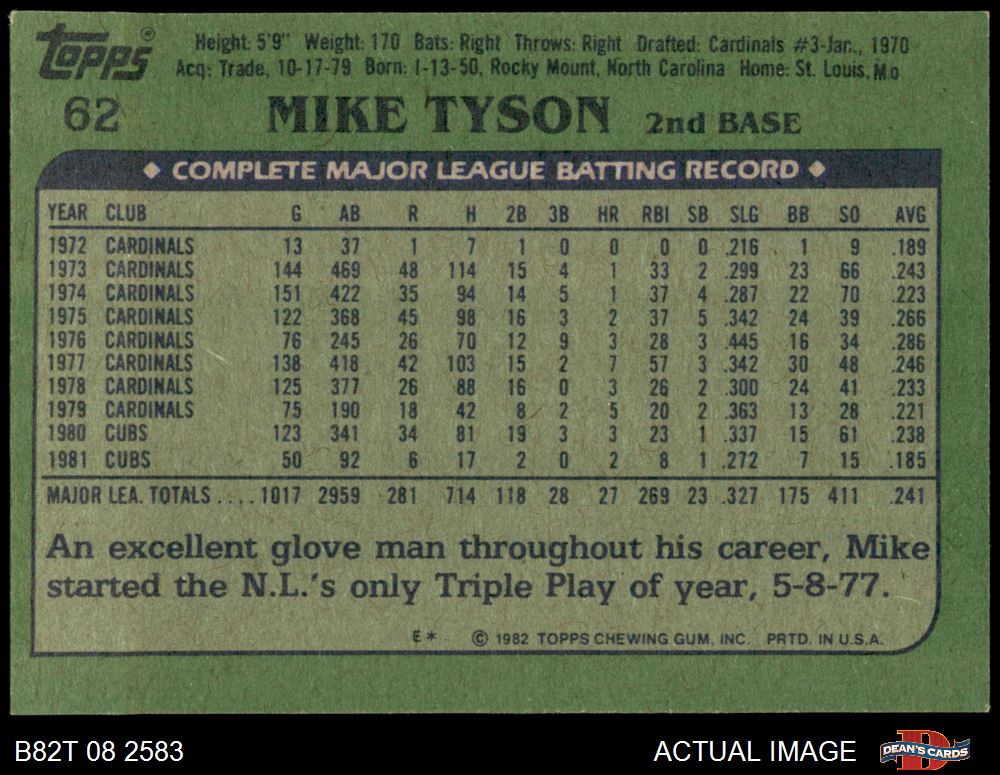 topps®
Height: 5'9" Weight: 170 Bats: Right Throws: Right Drafted: Cardinals #3-Jan., 1970
Acq: Trade, 10-17-79 Born: 1-13-50, Rocky Mount, North Carolina Home: St. Louis, Mo
62 MIKE TYSON 2nd BASE
◆ COMPLETE MAJOR LEAGUE BATTING RECORD ◆
YEAR CLUB G AB R H 2B 3B HR RBI SB SLG BB SO AVG
1972 CARDINALS 13 37 1 7 1 0 0 0 0 .216 1 9 .189
1973 CARDINALS 144 469 48 114 15 4 1 33 2 .299 23 66 .243
1974 CARDINALS 151 422 35 94 14 5 1 37 4 .287 22 70 .223
1975 CARDINALS 122 368 45 98 16 3 2 37 5 .342 24 39 .266
1976 CARDINALS 76 245 26 70 12 9 3 28 3 .445 16 34 .286
1977 CARDINALS 138 418 42 103 15 2 7 57 3 .342 30 48 .246
1978 CARDINALS 125 377 26 88 16 0 3 26 2 .300 24 41 .233
1979 CARDINALS 75 190 18 42 8 2 5 20 2 .363 13 28 .221
1980 CUBS 123 341 34 81 19 3 3 23 1 .337 15 61 .238
1981 CUBS 50 92 6 17 2 0 2 8 1 .272 7 15 .185
MAJOR LEA. TOTALS .... 1017 2959 281 714 118 28 27 269 23 .327 175 411 .241
An excellent glove man throughout his career, Mike
started the N.L.'s only Triple Play of year, 5-8-77.
E* © 1982 TOPPS CHEWING GUM, INC. PRTD. IN U.S.A.
B82T 08 2583 ACTUAL IMAGE DEAN'S CARDS